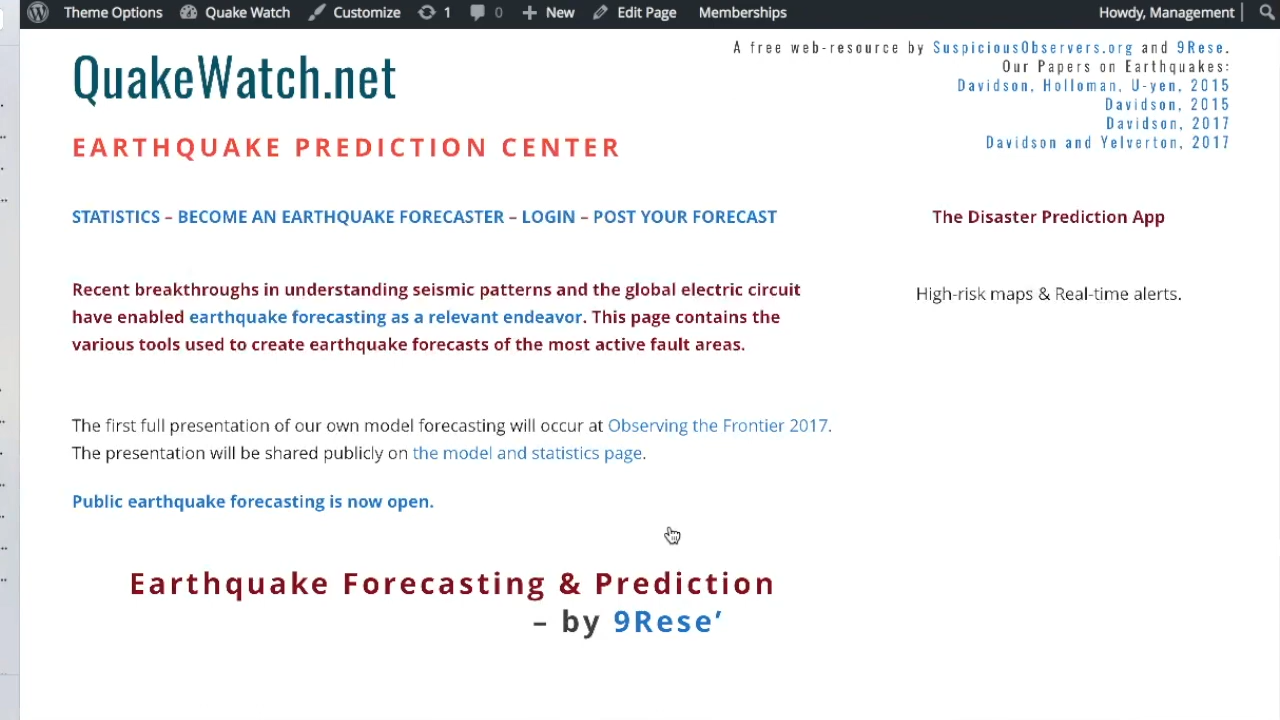 Theme Options Quake Watch Customize 1 0 New Edit Page Memberships Howdy, Management
QuakeWatch.net
EARTHQUAKE PREDICTION CENTER
A free web-resource by SuspiciousObservers.org and 9Rese.
Our Papers on Earthquakes:
Davidson, Holloman, U-yen, 2015
Davidson, 2015
Davidson, 2017
Davidson and Yelverton, 2017
STATISTICS – BECOME AN EARTHQUAKE FORECASTER – LOGIN – POST YOUR FORECAST
The Disaster Prediction App
Recent breakthroughs in understanding seismic patterns and the global electric circuit
have enabled earthquake forecasting as a relevant endeavor. This page contains the
various tools used to create earthquake forecasts of the most active fault areas.
High-risk maps & Real-time alerts.
The first full presentation of our own model forecasting will occur at Observing the Frontier 2017.
The presentation will be shared publicly on the model and statistics page.
Public earthquake forecasting is now open.
Earthquake Forecasting & Prediction
– by 9Rese’